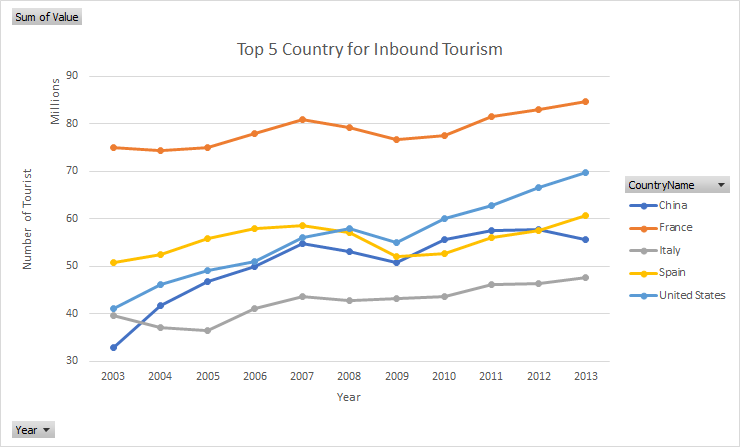 Sum of Value
Top 5 Country for Inbound Tourism
Millions
Number of Tourist
90
80
70
60
50
40
30
2003 2004 2005 2006 2007 2008 2009 2010 2011 2012 2013
Year
CountryName
China
France
Italy
Spain
United States
Year